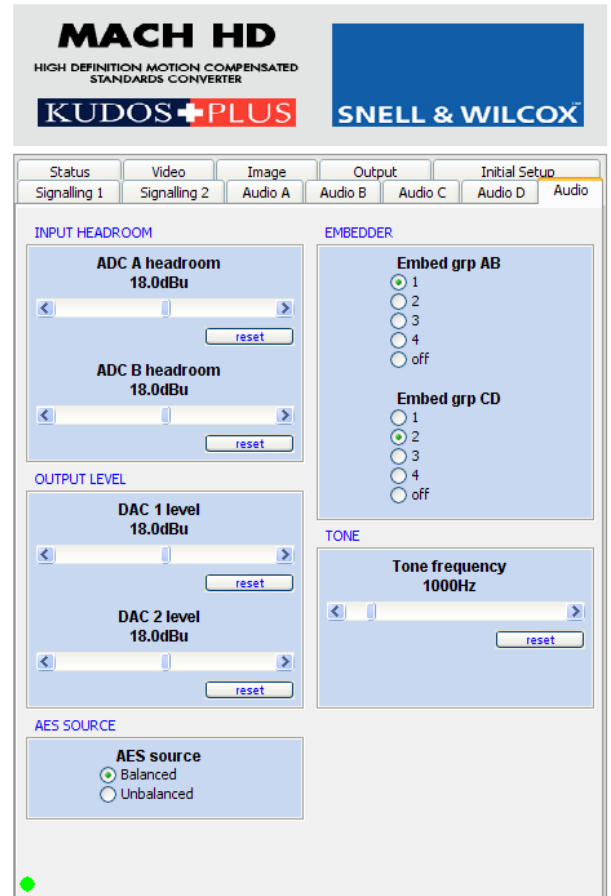 MACH HD
HIGH DEFINITION MOTION COMPENSATED
STANDARDS CONVERTER
KUDOS PLUS
SNELL & WILCOX™
Status Video Image Output Initial Setup
Signalling 1 Signalling 2 Audio A Audio B Audio C Audio D Audio
INPUT HEADROOM
ADC A headroom
18.0dBu
reset
ADC B headroom
18.0dBu
reset
OUTPUT LEVEL
DAC 1 level
18.0dBu
reset
DAC 2 level
18.0dBu
reset
AES SOURCE
AES source
Balanced
Unbalanced
EMBEDDER
Embed grp AB
1
2
3
4
off
Embed grp CD
1
2
3
4
off
TONE
Tone frequency
1000Hz
reset